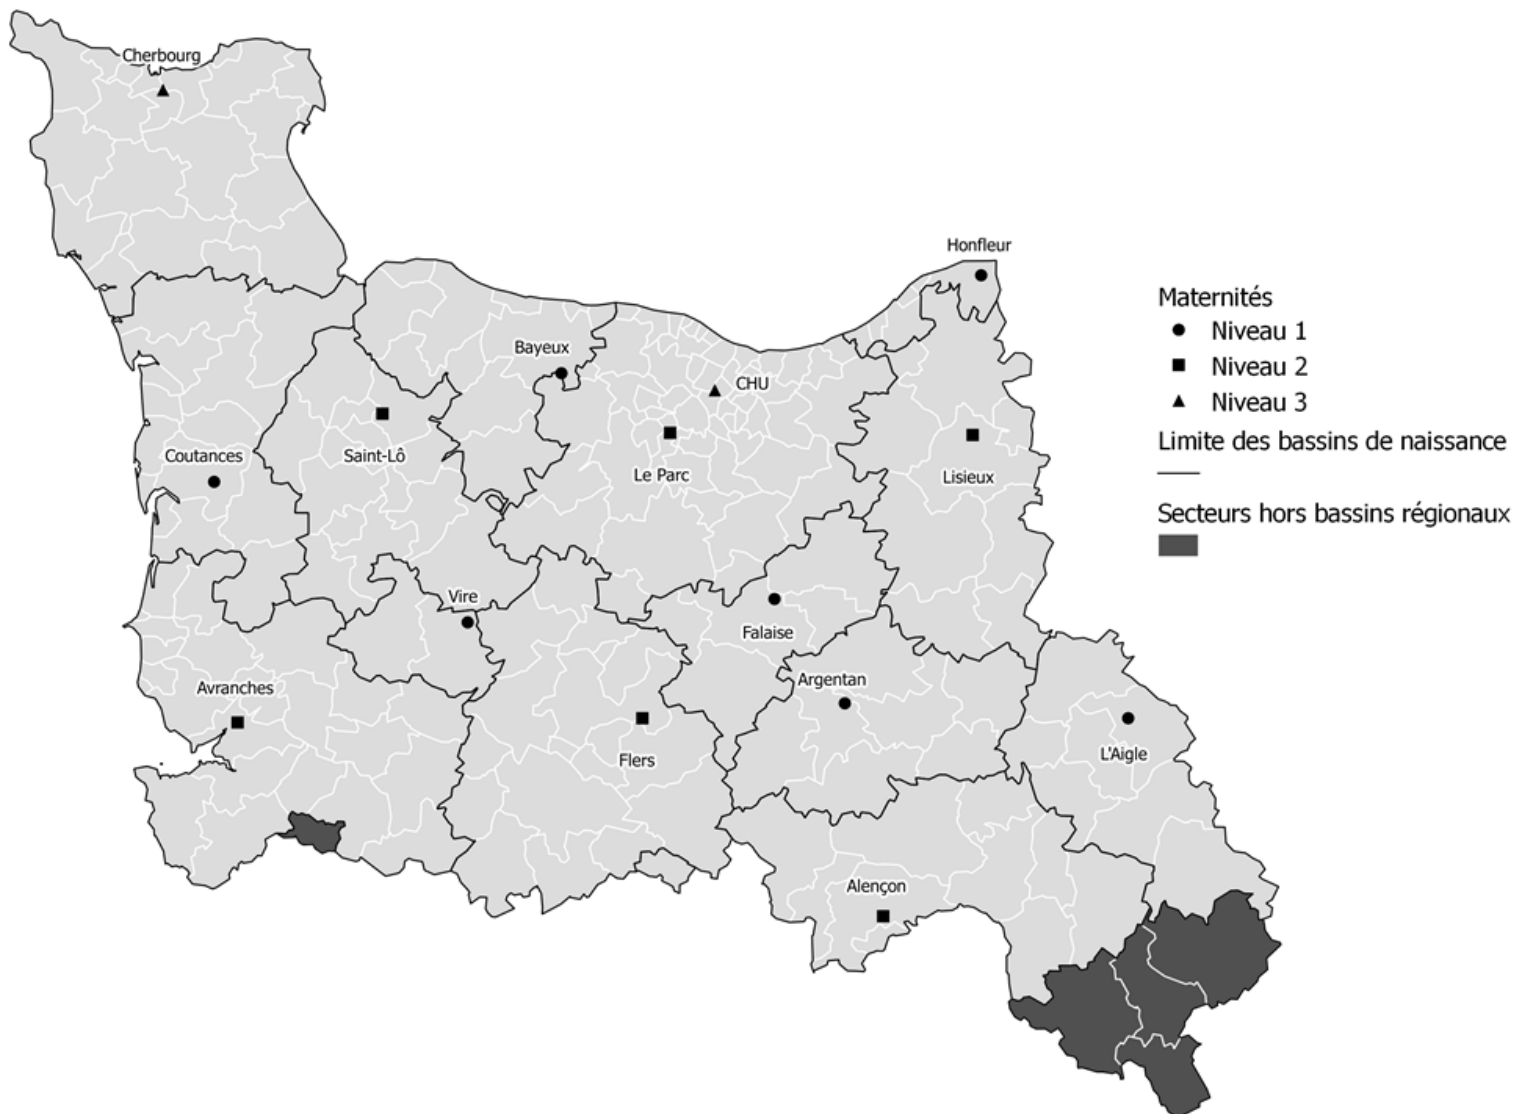 Cherbourg
Honfleur
Maternités
Niveau 1
Bayeux
Niveau 2
CHU
Niveau 3
Limite des bassins de naissance
Coutances
Saint-Lô
Le Parc
Lisieux
Secteurs hors bassins régionaux
Vire
Falaise
Avranches
Argentan
Flers
L'Aigle
Alençon